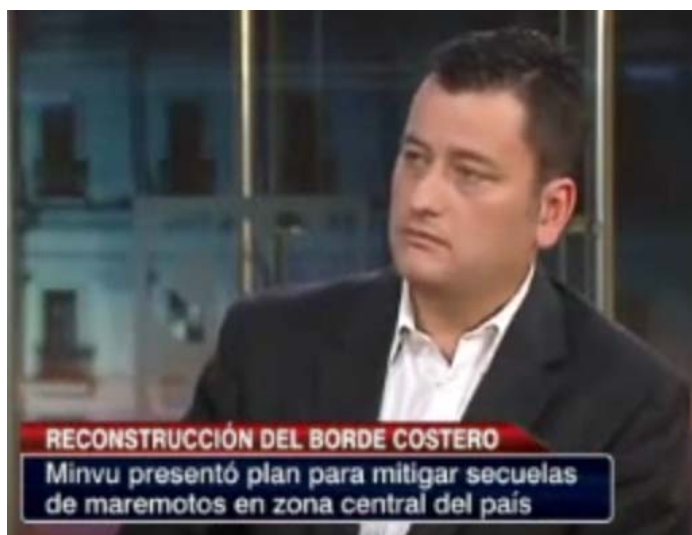 RECONSTRUCCIÓN DEL BORDE COSTERO
Minvu presentó plan para mitigar secuelas
de maremotos en zona central del país